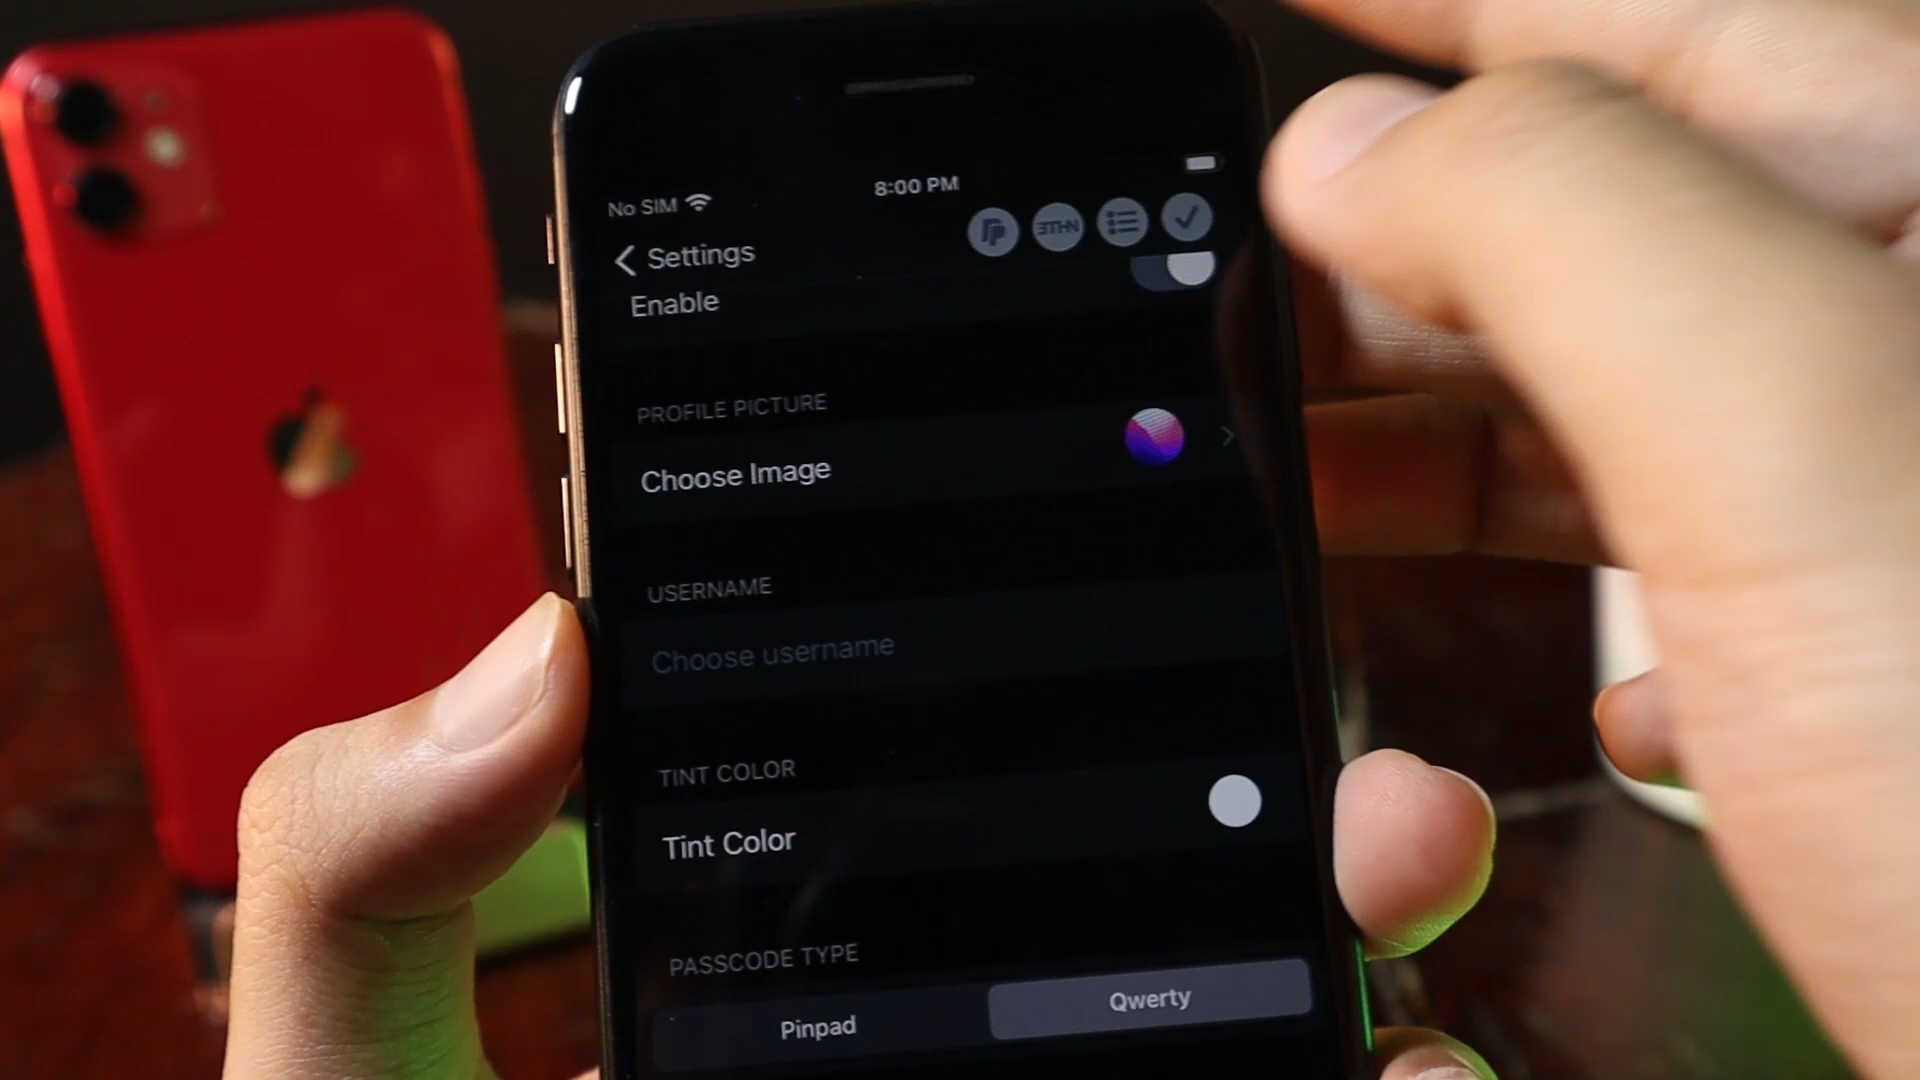 No SIM
8:00 PM
Settings
ƎTHN
Enable
PROFILE PICTURE
Choose Image
USERNAME
Choose username
TINT COLOR
Tint Color
PASSCODE TYPE
Pinpad
Qwerty